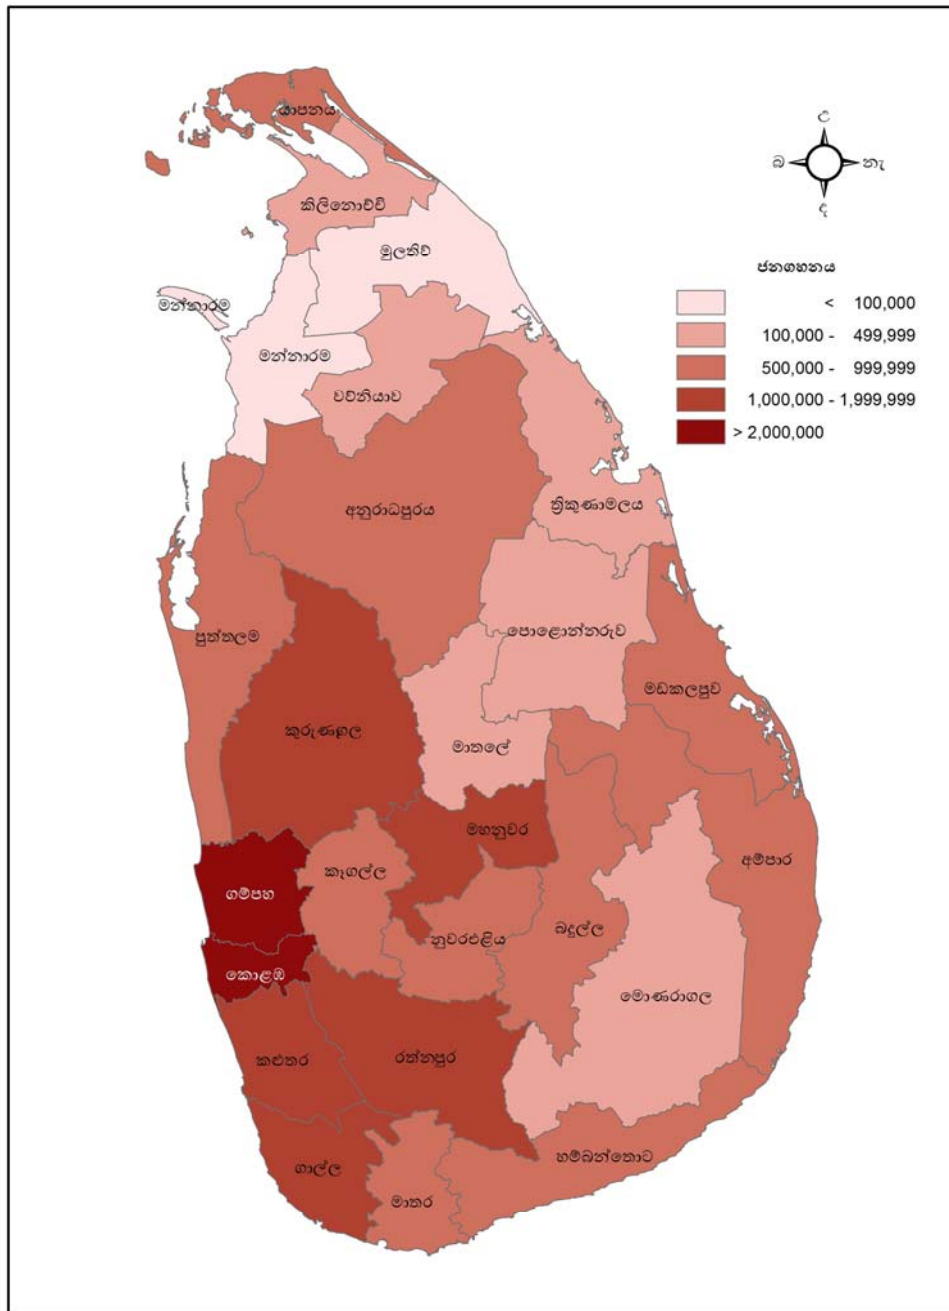 යාපනය
උ
බ
නැ
ද
කිලිනොච්චි
මුලතිව්
ජනගහනය
< 100,000
100,000 - 499,999
500,000 - 999,999
1,000,000 - 1,999,999
> 2,000,000
මන්නාරම
මන්නාරම
වව්නියාව
අනුරාධපුරය
ත්‍රිකුණාමලය
පොළොන්නරුව
පුත්තලම
මඩකලපුව
කුරුණෑගල
මාතලේ
මහනුවර
අම්පාර
කෑගල්ල
ගම්පහ
නුවරඑළිය
බදුල්ල
කොළඹ
මොණරාගල
කළුතර
රත්නපුර
ගාල්ල
හම්බන්තොට
මාතර